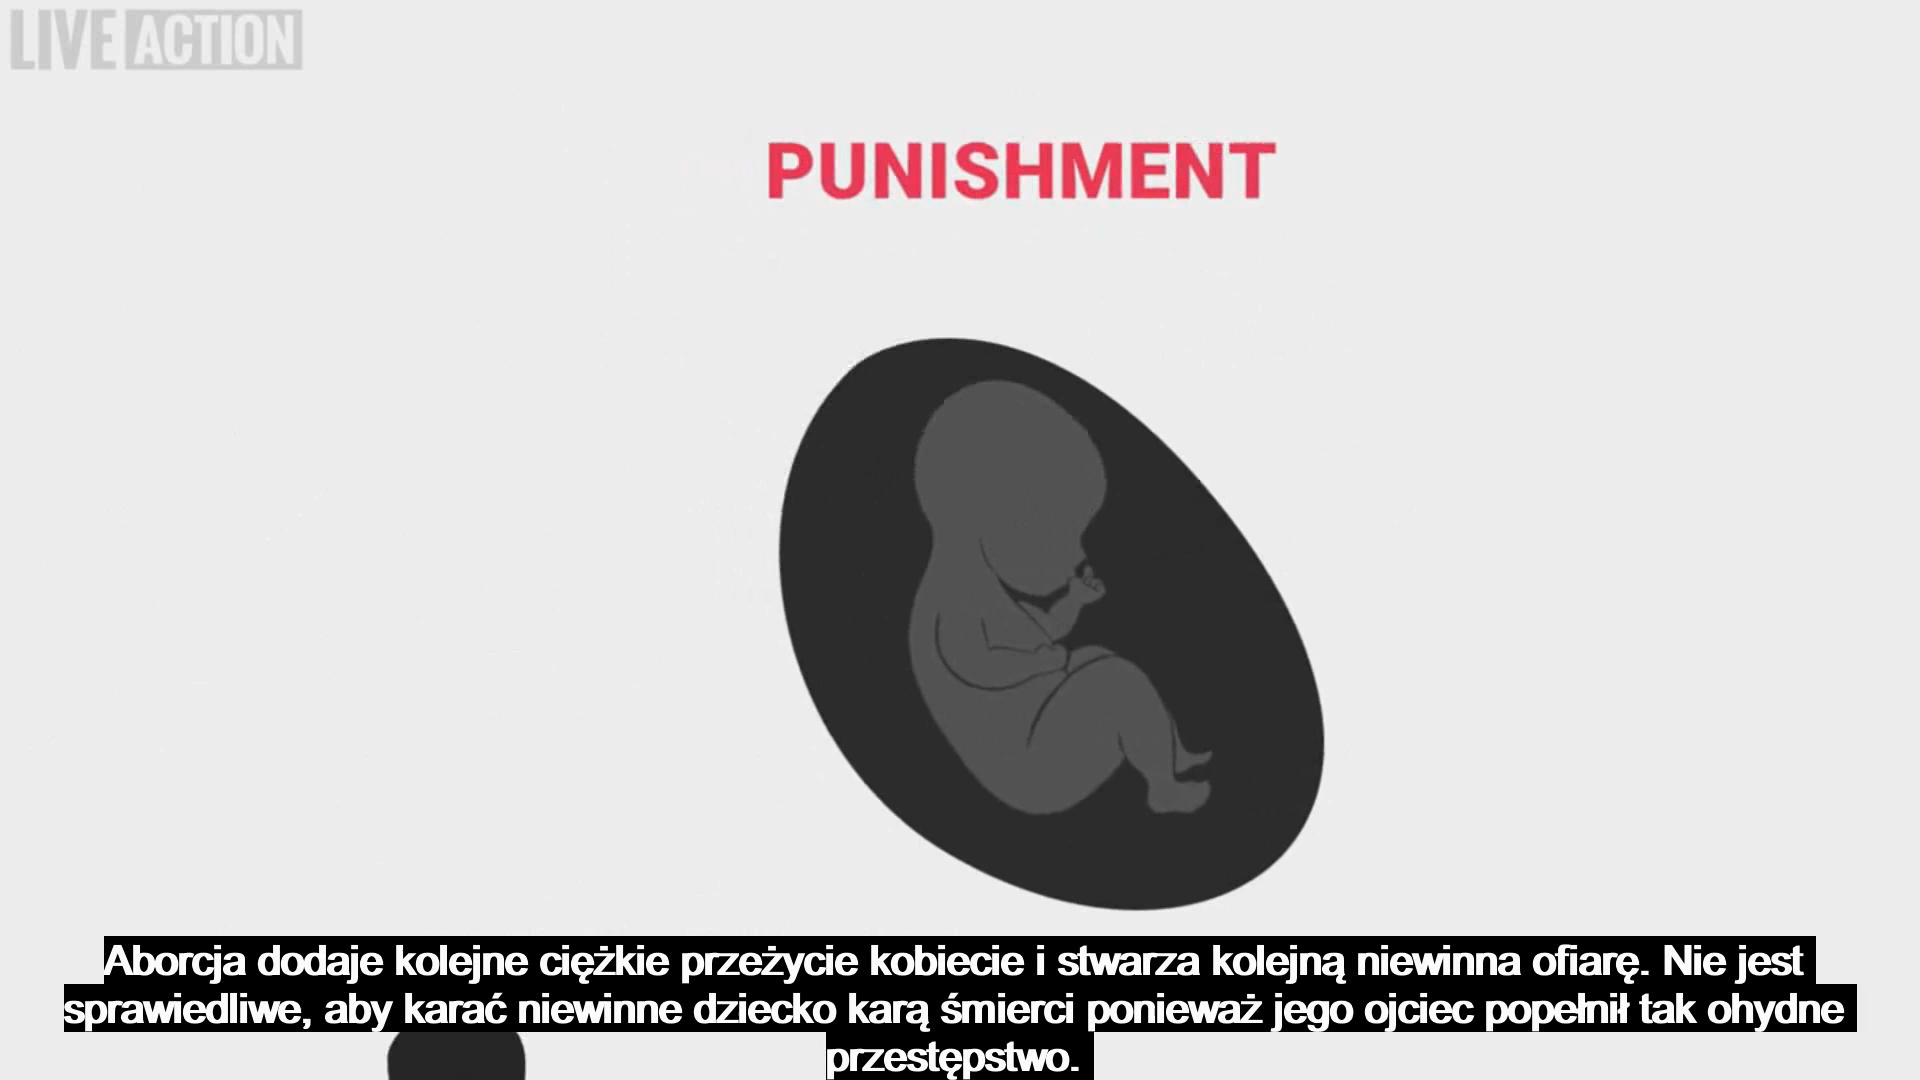 LIVE ACTION
PUNISHMENT
Aborcja dodaje kolejne ciężkie przeżycie kobiecie i stwarza kolejną niewinna ofiarę. Nie jest
sprawiedliwe, aby karać niewinne dziecko karą śmierci ponieważ jego ojciec popełnił tak ohydne
przestępstwo.